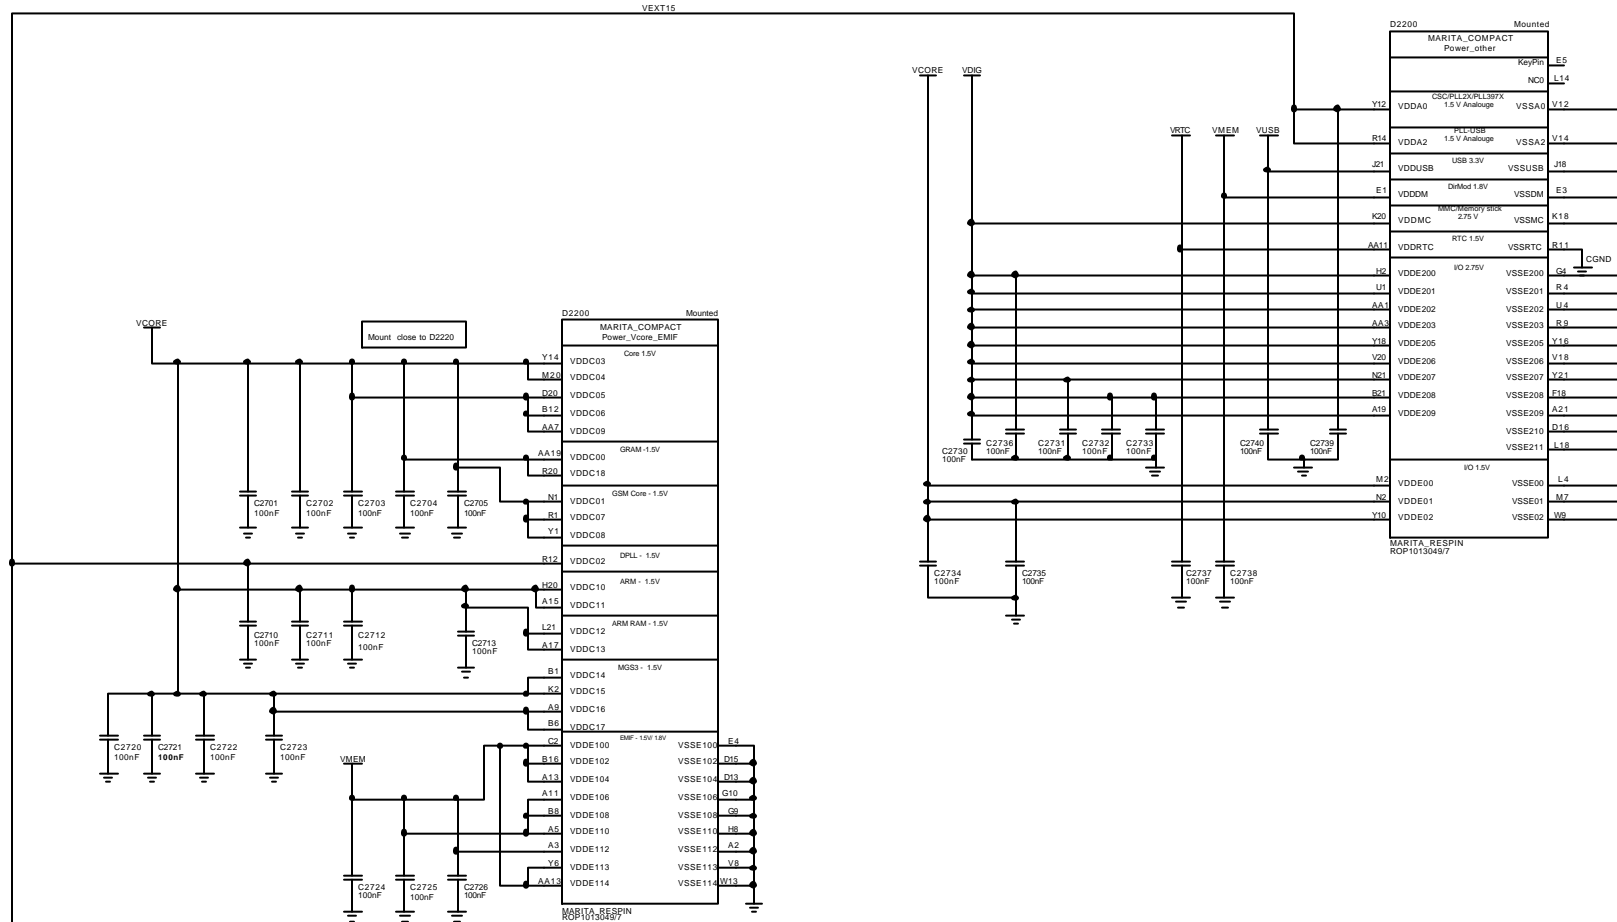 VEXT15
D2200 Mounted
MARITA_COMPACT
Power_other
KeyPin E5
NC0 L14
CSC/PLL2X/PLL397X
1.5 V Analouge
Y12 VDDA0 VSSA0 V12
PLL-USB
1.5 V Analouge
R14 VDDA2 VSSA2 V14
USB 3.3V
J21 VDDUSB VSSUSB J18
DirMod 1.8V
E1 VDDDM VSSDM E3
MMC/Memory stick
2.75 V
K20 VDDMC VSSMC K18
RTC 1.5V
AA11 VDDRTC VSSRTC R11
CGND
I/O 2.75V
H2 VDDE200 VSSE200 G4
U1 VDDE201 VSSE201 R4
AA1 VDDE202 VSSE202 U4
AA3 VDDE203 VSSE203 R9
Y18 VDDE205 VSSE205 Y16
V20 VDDE206 VSSE206 V18
N21 VDDE207 VSSE207 Y21
B21 VDDE208 VSSE208 F18
A19 VDDE209 VSSE209 A21
VSSE210 D16
VSSE211 L18
I/O 1.5V
M2 VDDE00 VSSE00 L4
N2 VDDE01 VSSE01 M7
Y10 VDDE02 VSSE02 W9
MARITA_RESPIN
ROP1013049/7
VCORE VDIG
VRTC VMEM VUSB
C2730
100nF
C2736
100nF
C2731
100nF
C2732
100nF
C2733
100nF
C2740
100nF
C2739
100nF
C2734
100nF
C2735
100nF
C2737
100nF
C2738
100nF
VCORE
Mount close to D2220
D2200 Mounted
MARITA_COMPACT
Power_Vcore_EMIF
Core 1.5V
Y14 VDDC03
M20 VDDC04
D20 VDDC05
B12 VDDC06
AA7 VDDC09
GRAM -1.5V
AA19 VDDC00
R20 VDDC18
GSM Core - 1.5V
N1 VDDC01
R1 VDDC07
Y1 VDDC08
DPLL - 1.5V
R12 VDDC02
ARM - 1.5V
H20 VDDC10
A15 VDDC11
ARM RAM - 1.5V
L21 VDDC12
A17 VDDC13
MGS3 - 1.5V
B1 VDDC14
K2 VDDC15
A9 VDDC16
B6 VDDC17
EMIF - 1.5V/ 1.8V
C2 VDDE100 VSSE100 E4
B16 VDDE102 VSSE102 D15
A13 VDDE104 VSSE104 D13
A11 VDDE106 VSSE106 G10
B8 VDDE108 VSSE108 G9
A5 VDDE110 VSSE110 H8
A3 VDDE112 VSSE112 A2
Y6 VDDE113 VSSE113 V8
AA13 VDDE114 VSSE114 W13
MARITA_RESPIN
ROP1013049/7
C2701
100nF
C2702
100nF
C2703
100nF
C2704
100nF
C2705
100nF
C2710
100nF
C2711
100nF
C2712
100nF
C2713
100nF
C2720
100nF
C2721
100nF
C2722
100nF
C2723
100nF
VMEM
C2724
100nF
C2725
100nF
C2726
100nF